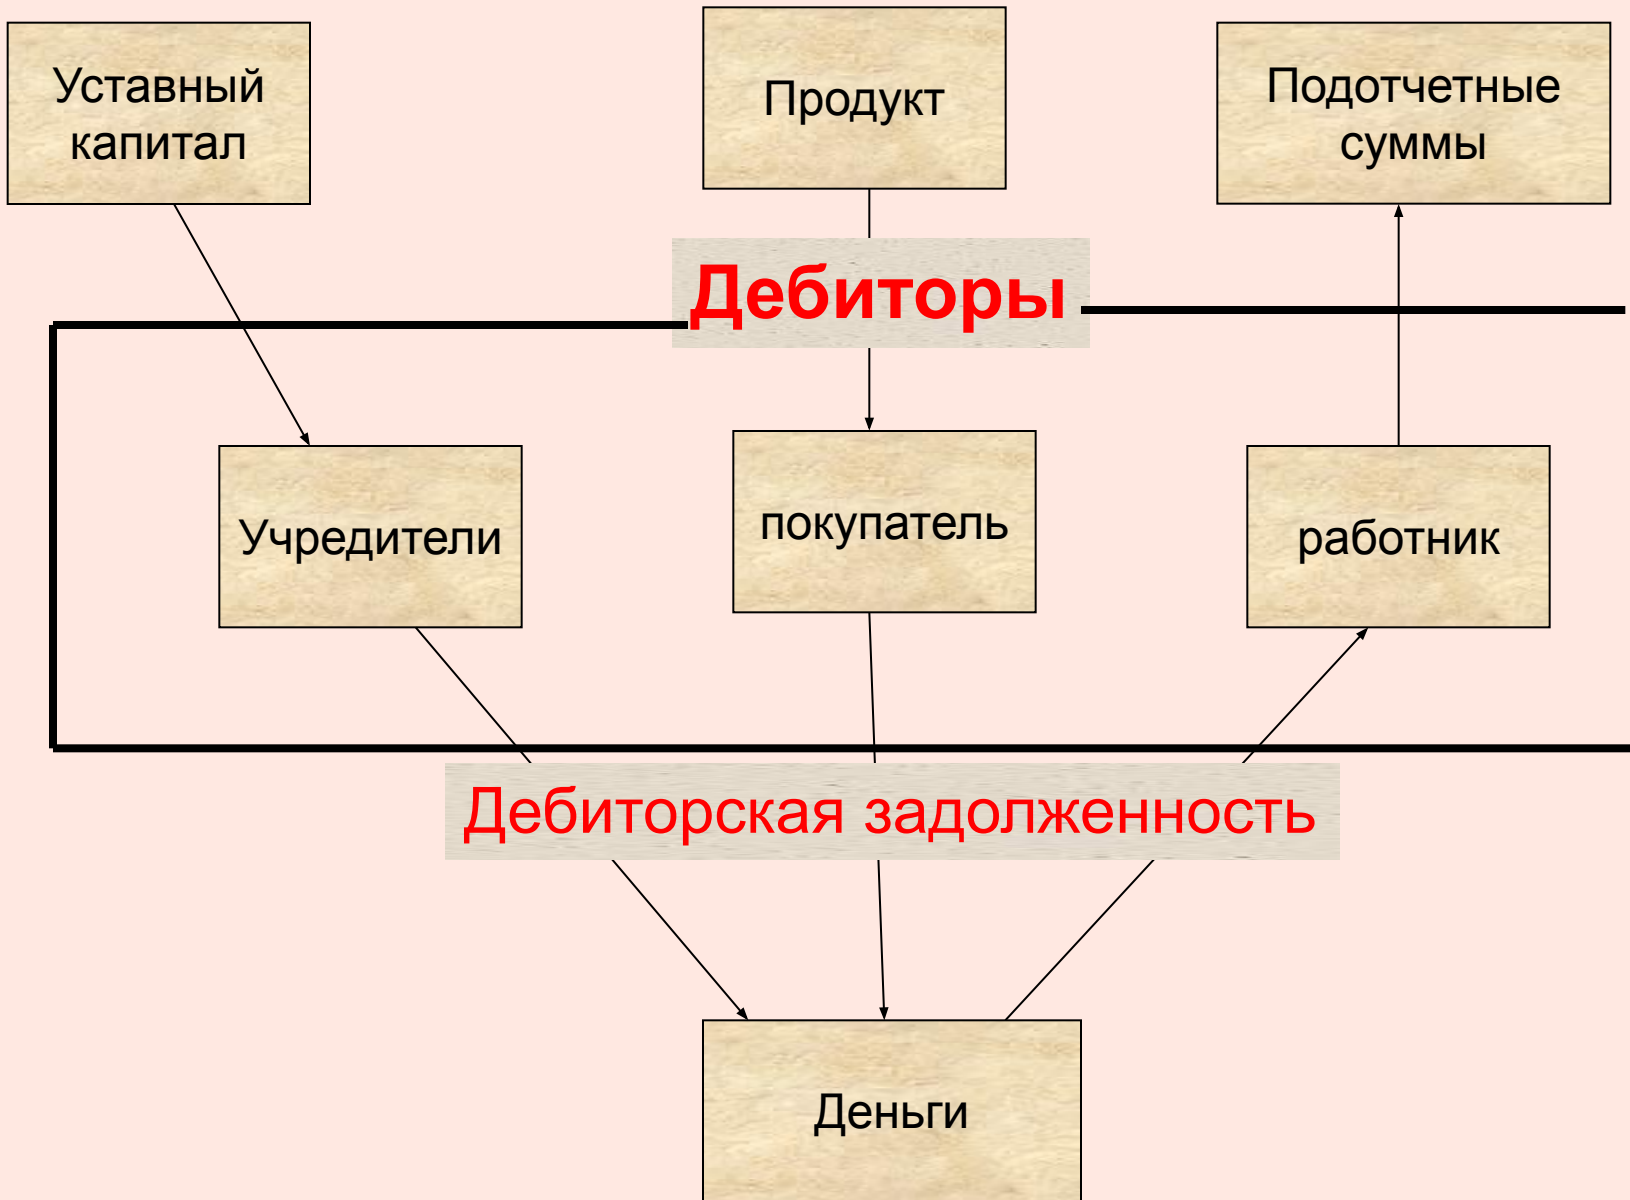 Уставный
капитал
Продукт
Подотчетные
суммы
Дебиторы
Учредители
покупатель
работник
Дебиторская задолженность
Деньги